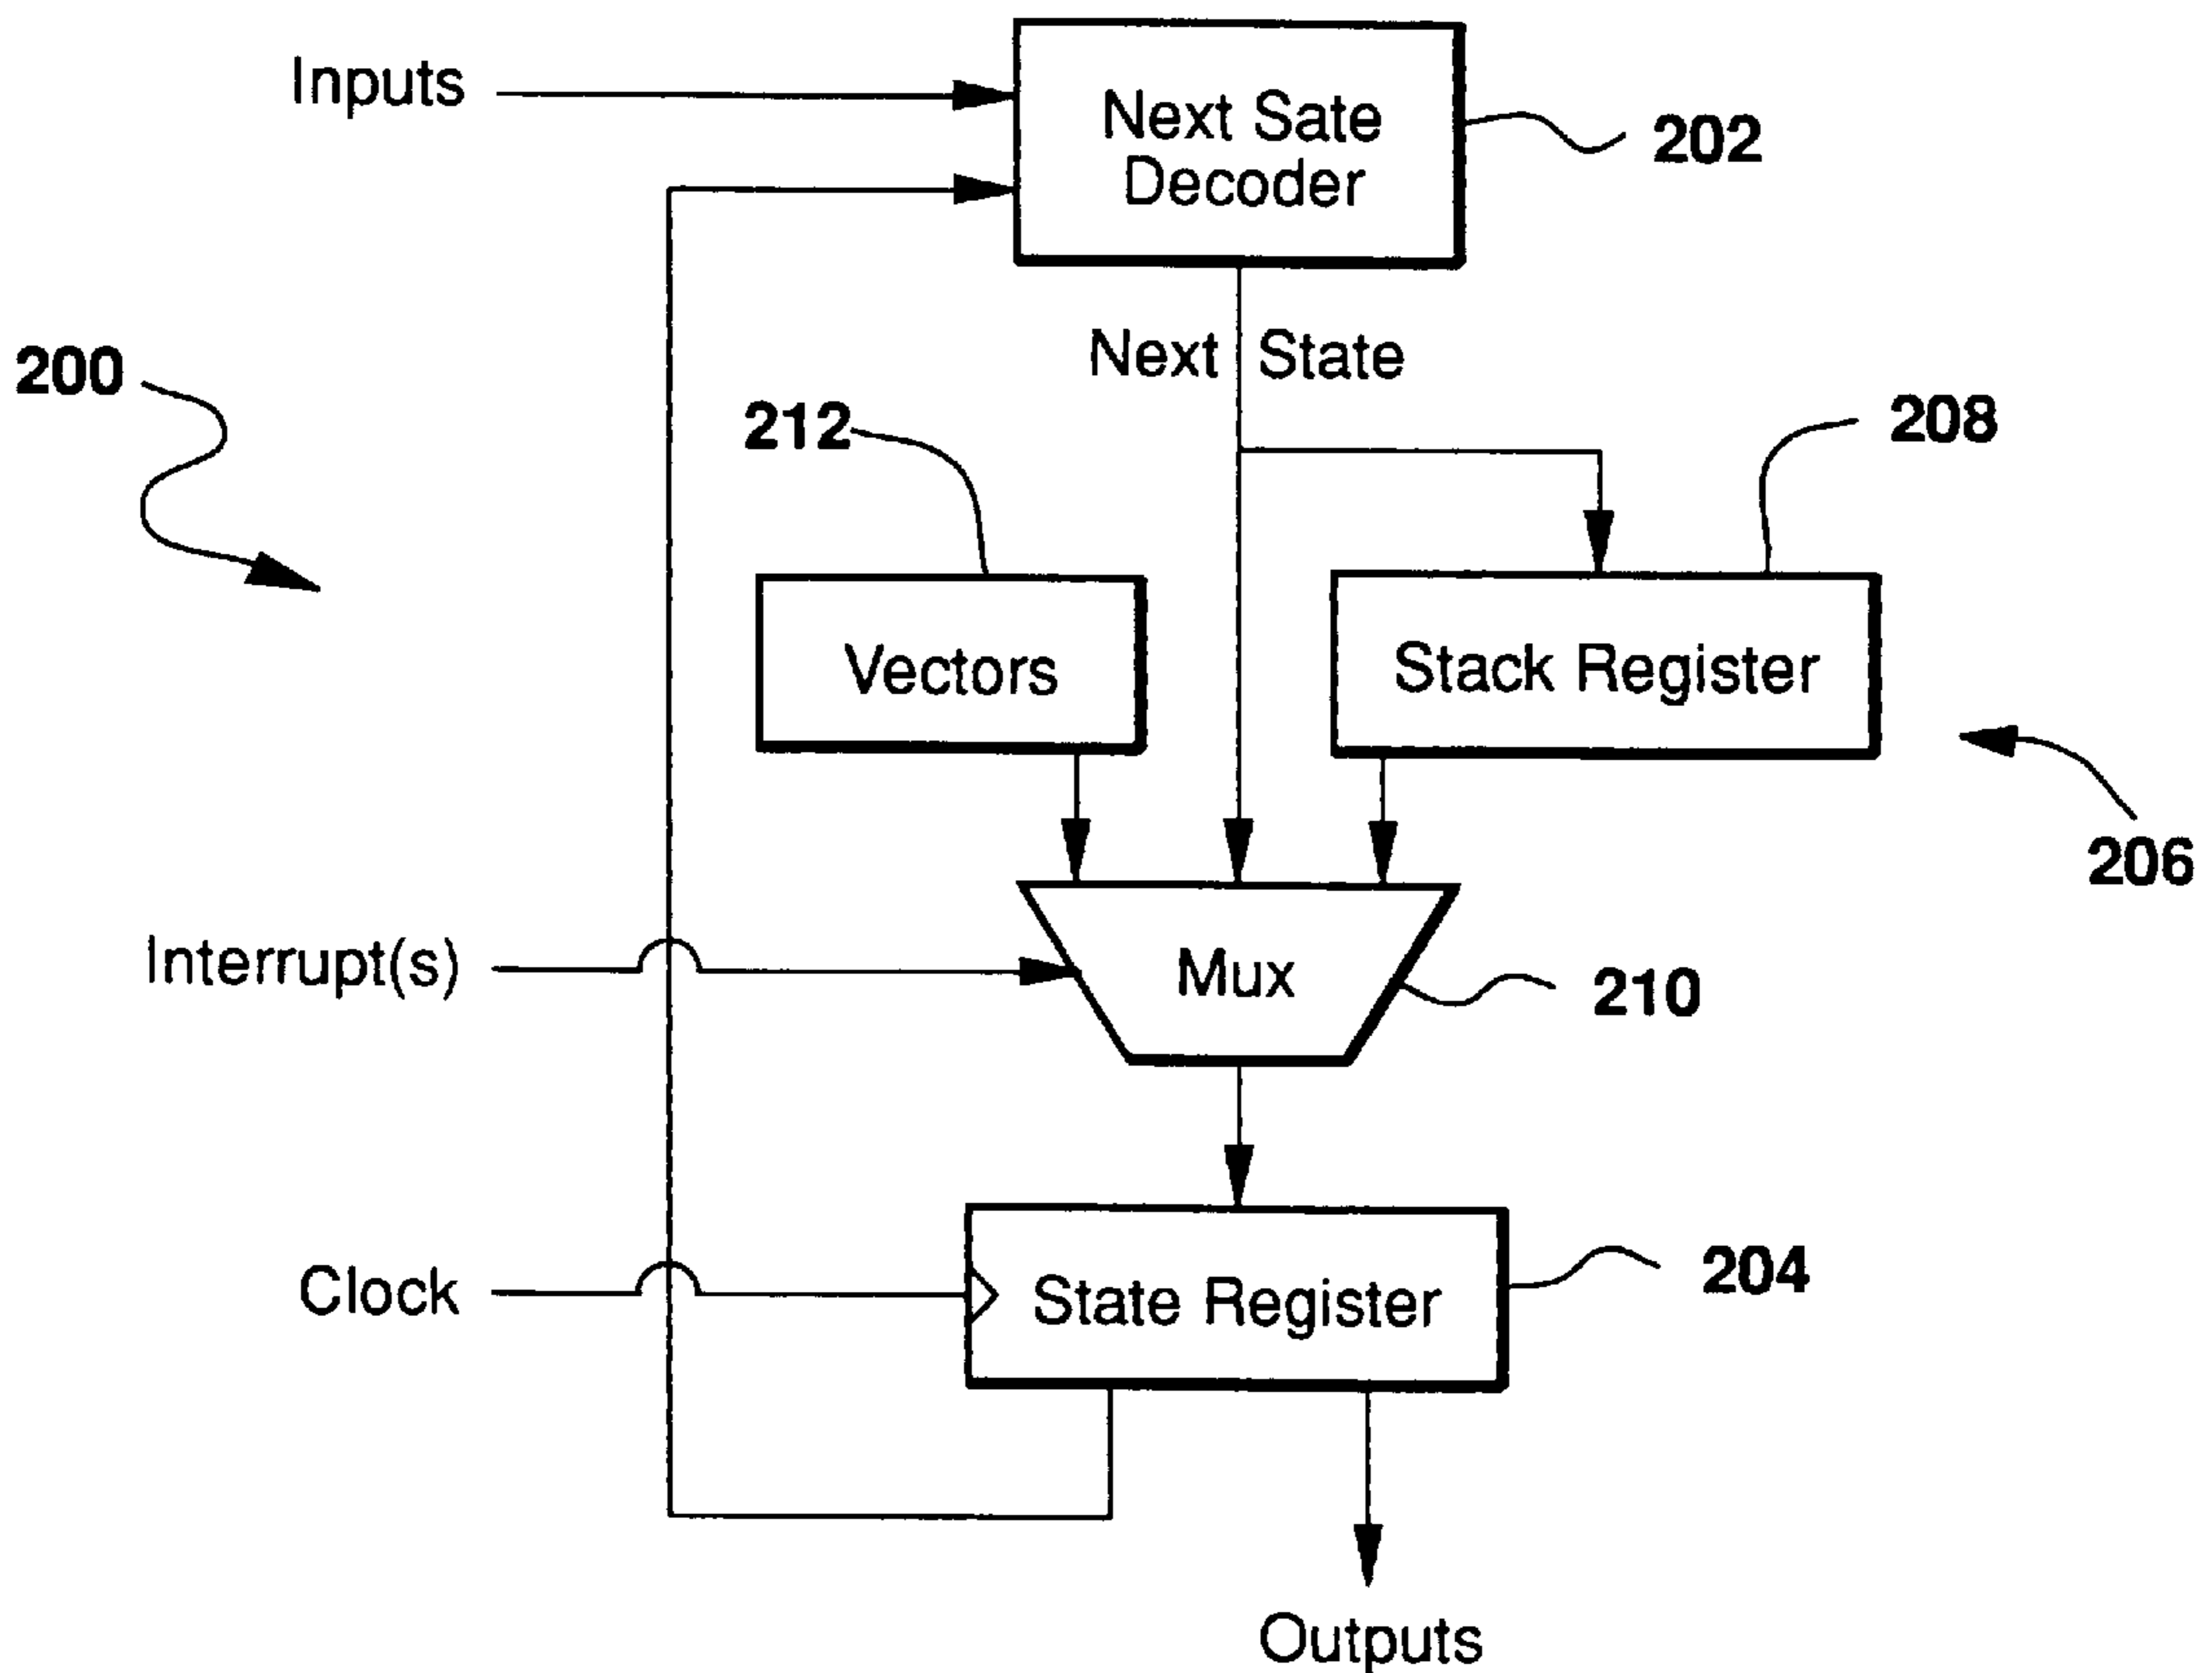 Inputs
Next Sate
Decoder
202
Next State
200
212
208
Vectors
Stack Register
206
Interrupt(s)
Mux
210
Clock
State Register
204
Outputs